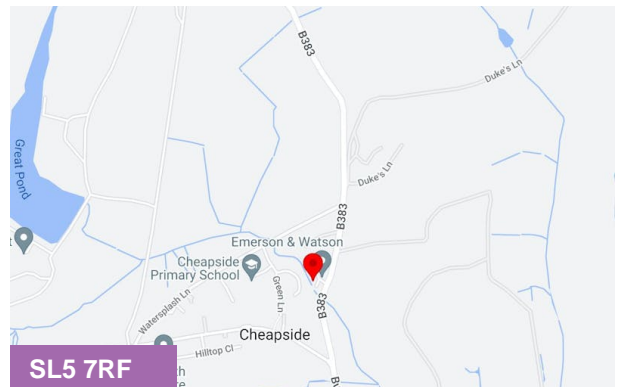 B383
Duke's Ln
Great Pond
Duke's Ln
B383
Emerson & Watson
Cheapside
Primary School
Green Ln
Watersplash Ln
B383
Cheapside
Hilltop Cl
SL5 7RF